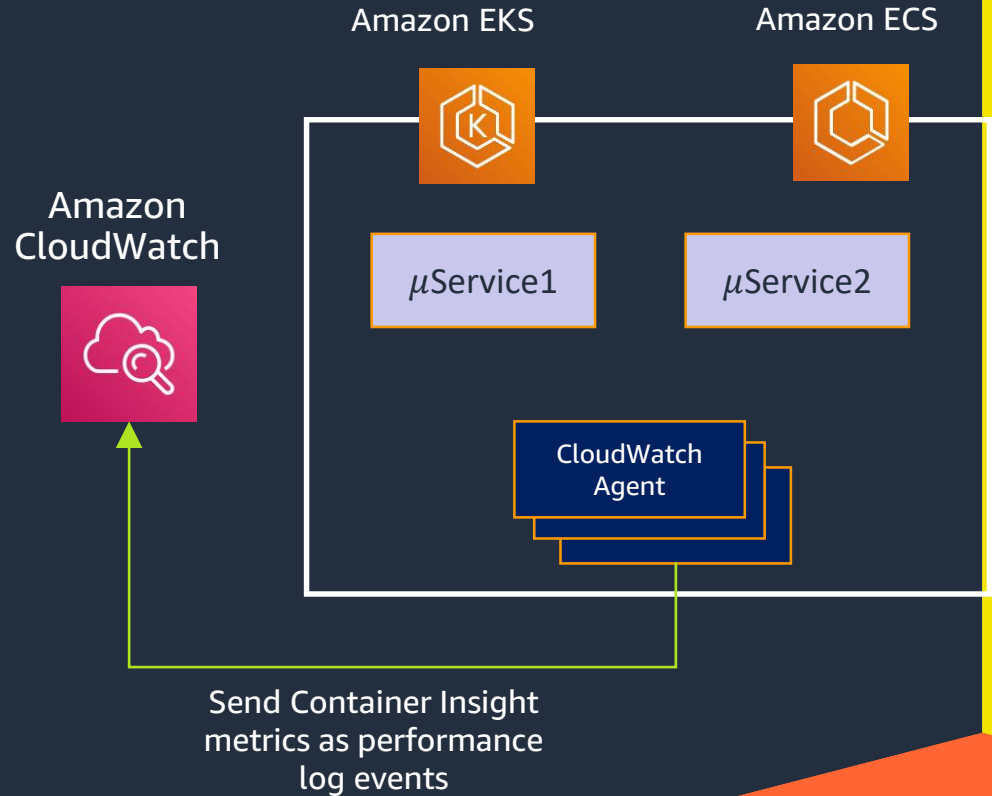 Amazon EKS
Amazon ECS
K
Amazon
CloudWatch
𝜇Service1
𝜇Service2
CloudWatch
Agent
Send Container Insight
metrics as performance
log events